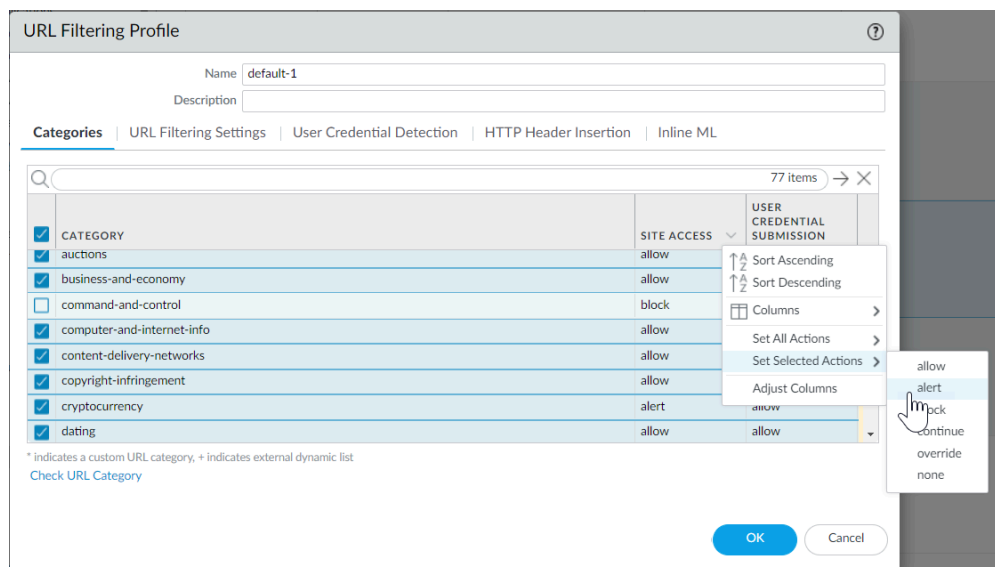 URL Filtering Profile
Name default-1
Description
Categories URL Filtering Settings User Credential Detection HTTP Header Insertion Inline ML
77 items
CATEGORY SITE ACCESS USER CREDENTIAL SUBMISSION
auctions allow
business-and-economy allow
command-and-control block
computer-and-internet-info allow
content-delivery-networks allow
copyright-infringement allow
cryptocurrency alert allow
dating allow allow
Sort Ascending
Sort Descending
Columns
Set All Actions
Set Selected Actions
Adjust Columns
allow
alert
block
continue
override
none
* indicates a custom URL category, + indicates external dynamic list
Check URL Category
OK Cancel